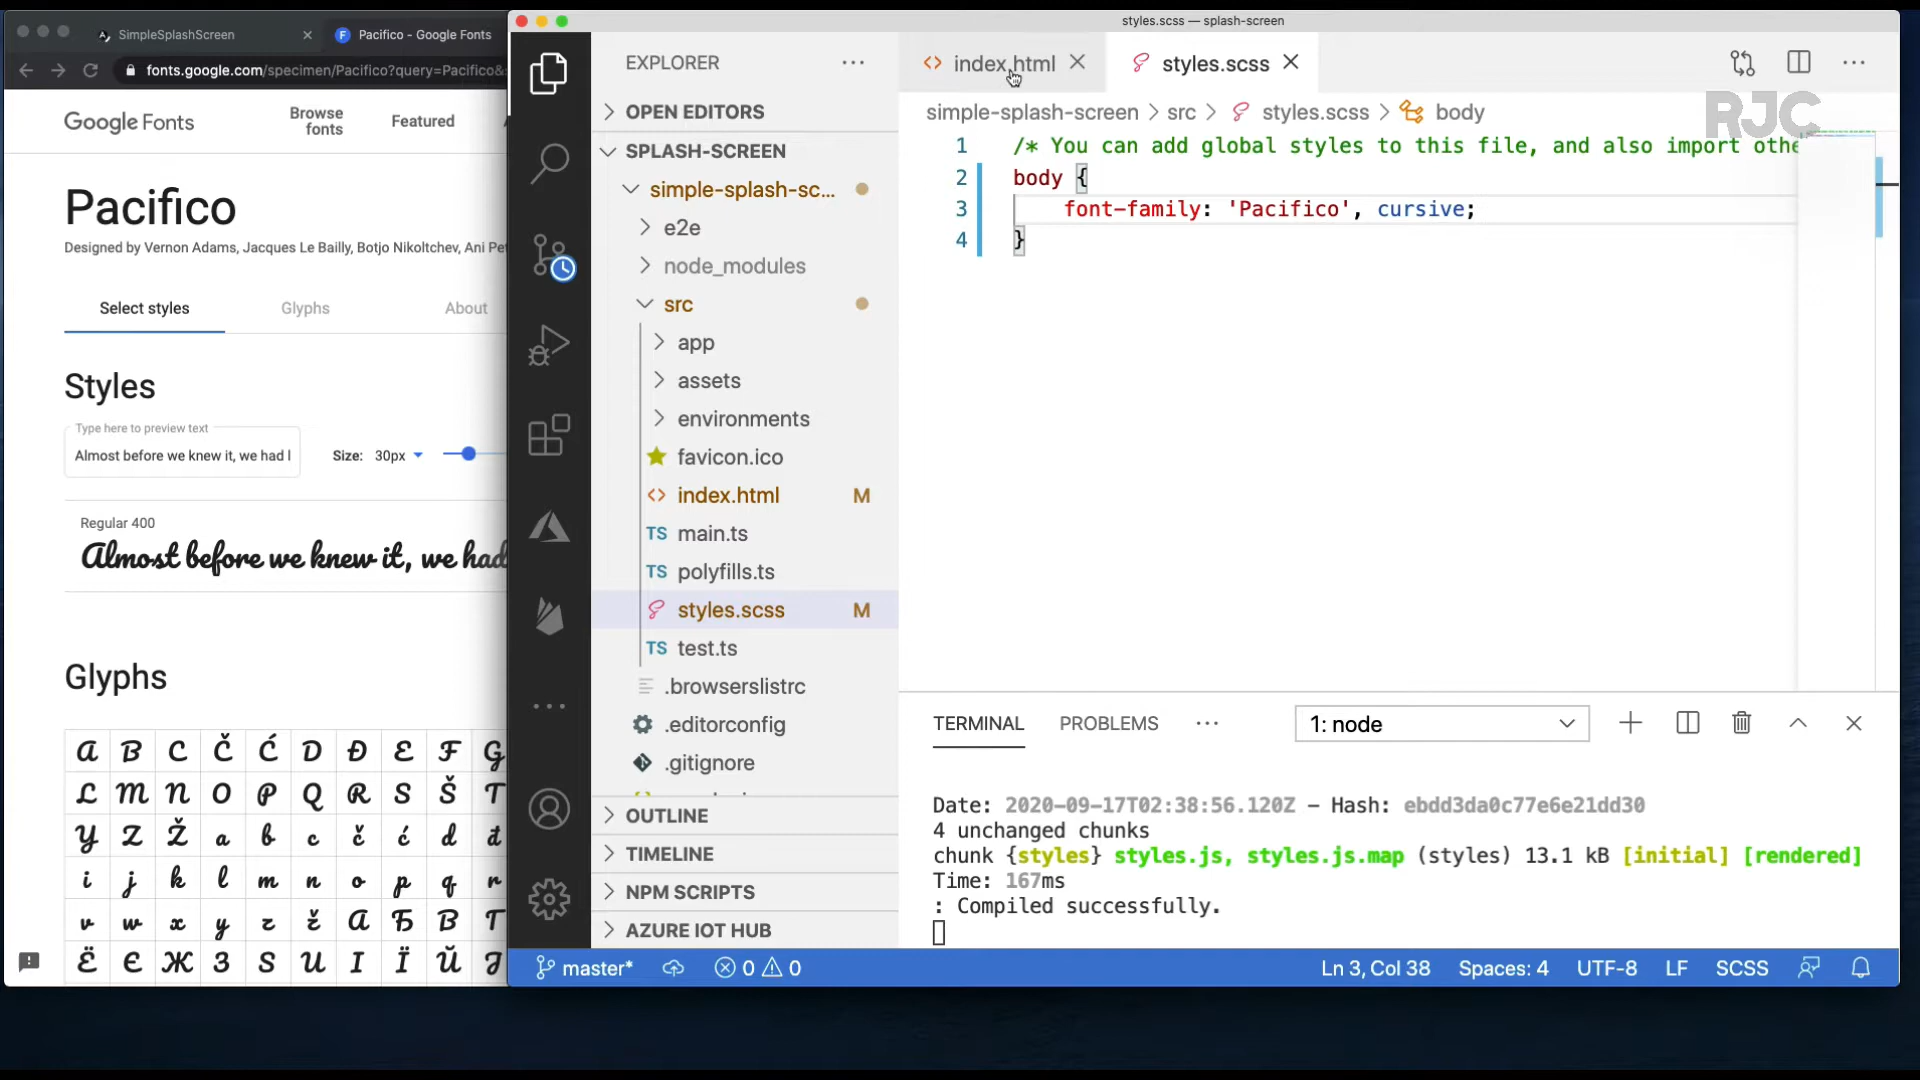 SimpleSplashScreen
Pacifico - Google Fonts
fonts.google.com/specimen/Pacifico?query=Pacifico&
Google Fonts
Browse
fonts
Featured
Pacifico
Designed by Vernon Adams, Jacques Le Bailly, Botjo Nikoltchev, Ani
Select styles
Glyphs
About
Styles
Type here to preview text
Almost before we knew it, we had
Size: 30px
Regular 400
Almost before we knew it, we had
Glyphs
A B C Č Ć D Đ E F G
L M N O P Q R S Š T
Y Z Ž a b c č ć d đ
i j k l m n o p q r
v w x y z ž А Б В Г
Ё Є Ж З Ѕ И І Ї Й Ј
styles.scss — splash-screen
EXPLORER
OPEN EDITORS
SPLASH-SCREEN
simple-splash-sc...
e2e
node_modules
src
app
assets
environments
favicon.ico
index.html M
TS main.ts
TS polyfills.ts
styles.scss M
TS test.ts
.browserslistrc
.editorconfig
.gitignore
OUTLINE
TIMELINE
NPM SCRIPTS
AZURE IOT HUB
index.html
styles.scss
simple-splash-screen > src > styles.scss > body
RJC
1 /* You can add global styles to this file, and also import othe
2 body {
3 font-family: 'Pacifico', cursive;
4 }
TERMINAL
PROBLEMS
1: node
Date: 2020-09-17T02:38:56.120Z - Hash: ebdd3da0c77e6e21dd30
4 unchanged chunks
chunk {styles} styles.js, styles.js.map (styles) 13.1 kB [initial] [rendered]
Time: 167ms
: Compiled successfully.
master*
0
0
Ln 3, Col 38
Spaces: 4
UTF-8
LF
SCSS